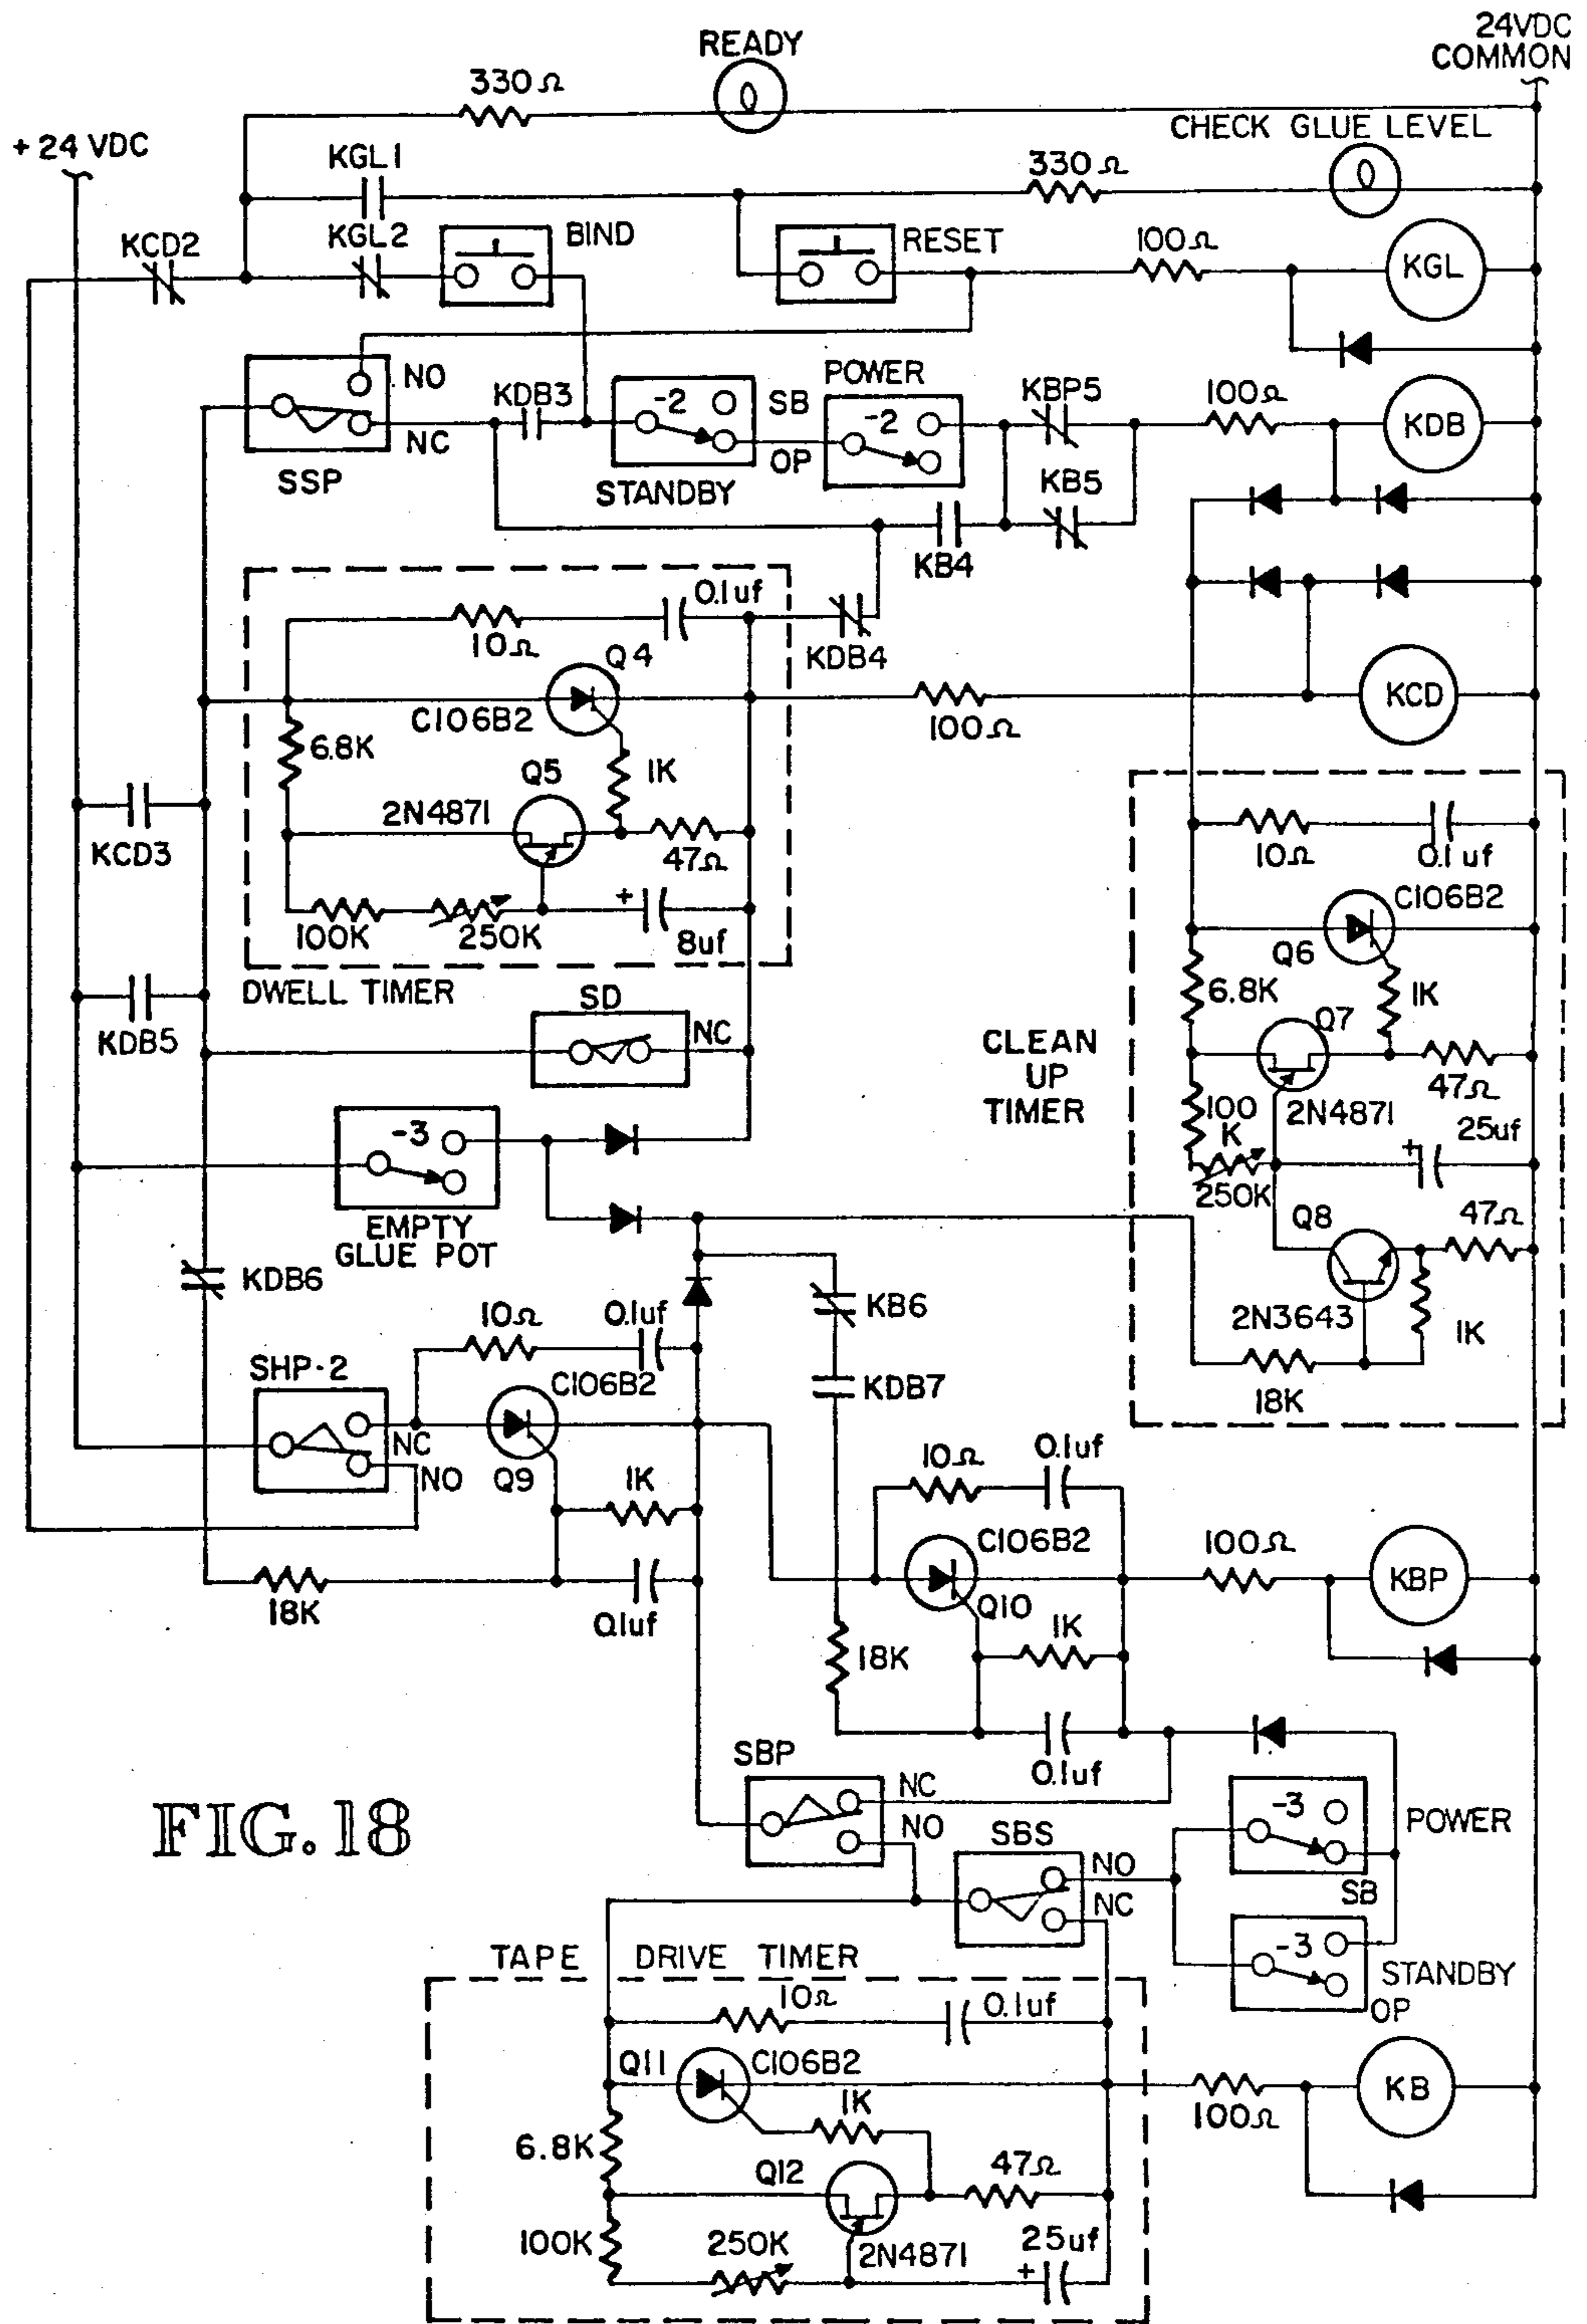 24VDC
COMMON
READY
330Ω
CHECK GLUE LEVEL
+ 24 VDC
KGL1
330Ω
KCD2
KGL2
BIND
RESET
100Ω
KGL
NO
NC
SSP
KDB3
-2
SB
OP
STANDBY
POWER
-2
KBP5
KB5
100Ω
KDB
KB4
0.1uf
10Ω
KDB4
Q4
C106B2
100Ω
KCD
6.8K
Q5
1K
2N4871
47Ω
KCD3
100K
250K
+
8uf
DWELL TIMER
10Ω
0.1uf
C106B2
Q6
6.8K
1K
Q7
47Ω
KDB5
SD
NC
CLEAN
UP
TIMER
100
K
2N4871
25uf
+
250K
Q8
47Ω
-3
EMPTY
GLUE POT
KDB6
2N3643
1K
18K
10Ω
0.1uf
KB6
SHP-2
C106B2
KDB7
NC
NO
Q9
1K
10Ω
0.1uf
C106B2
100Ω
KBP
18K
0.1uf
Q10
1K
18K
0.1uf
SBP
NC
NO
-3
POWER
SB
FIG.18
SBS
NO
NC
-3
STANDBY
OP
TAPE DRIVE TIMER
10Ω
0.1uf
Q11
C106B2
1K
100Ω
KB
6.8K
Q12
47Ω
100K
250K
2N4871
25uf
+